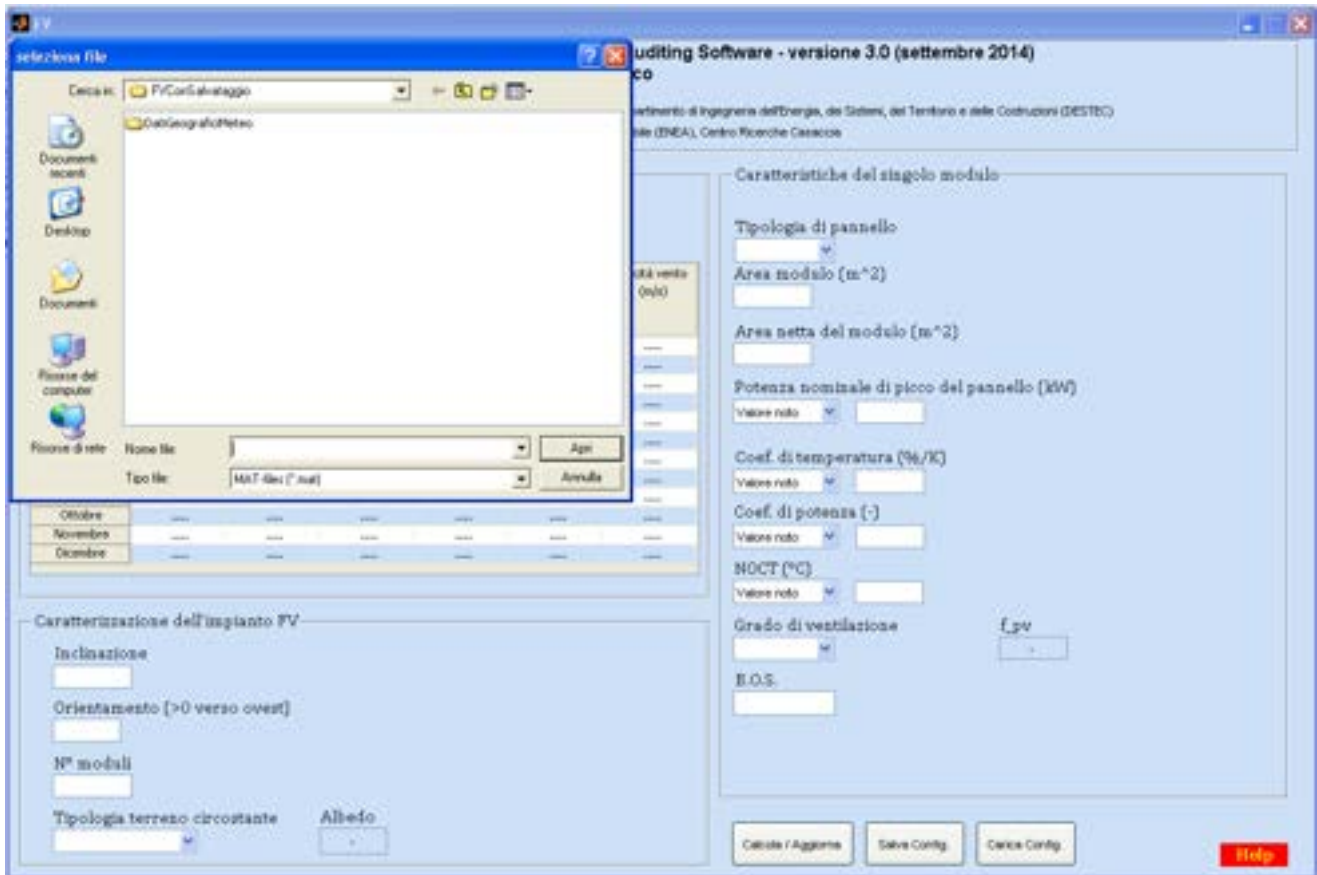 FV
seleziona file
uditing Software - versione 3.0 (settembre 2014)
co
Cerca in: FVConSalvataggio
artimento di Ingegneria dell'Energia, dei Sistemi, del Territorio e delle Costruzioni (DESTEC)
bile (ENEA), Centro Ricerche Casaccia
DatiGeograficiMeteo
Documenti recenti
Desktop
Documenti
Risorse del computer
Risorse di rete
Nome file:
Apri
Tipo file: MAT-files (*.mat)
Annulla
cità vento
(m/s)
----
----
----
----
----
----
----
----
----
Ottobre ---- ---- ---- ---- ---- ----
Novembre ---- ---- ---- ---- ---- ----
Dicembre ---- ---- ---- ---- ---- ----
Caratterizzazione dell'impianto FV
Inclinazione
Orientamento [>0 verso ovest]
N° moduli
Tipologia terreno circostante Albedo
-
Caratteristiche del singolo modulo
Tipologia di pannello
Area modulo (m^2)
Area netta del modulo (m^2)
Potenza nominale di picco del pannello (kW)
Valore noto
Coef. di temperatura (%/K)
Valore noto
Coef. di potenza (-)
Valore noto
NOCT (°C)
Valore noto
Grado di ventilazione f_pv
-
B.O.S.
Calcola / Aggiorna Salva Config. Carica Config.
Help